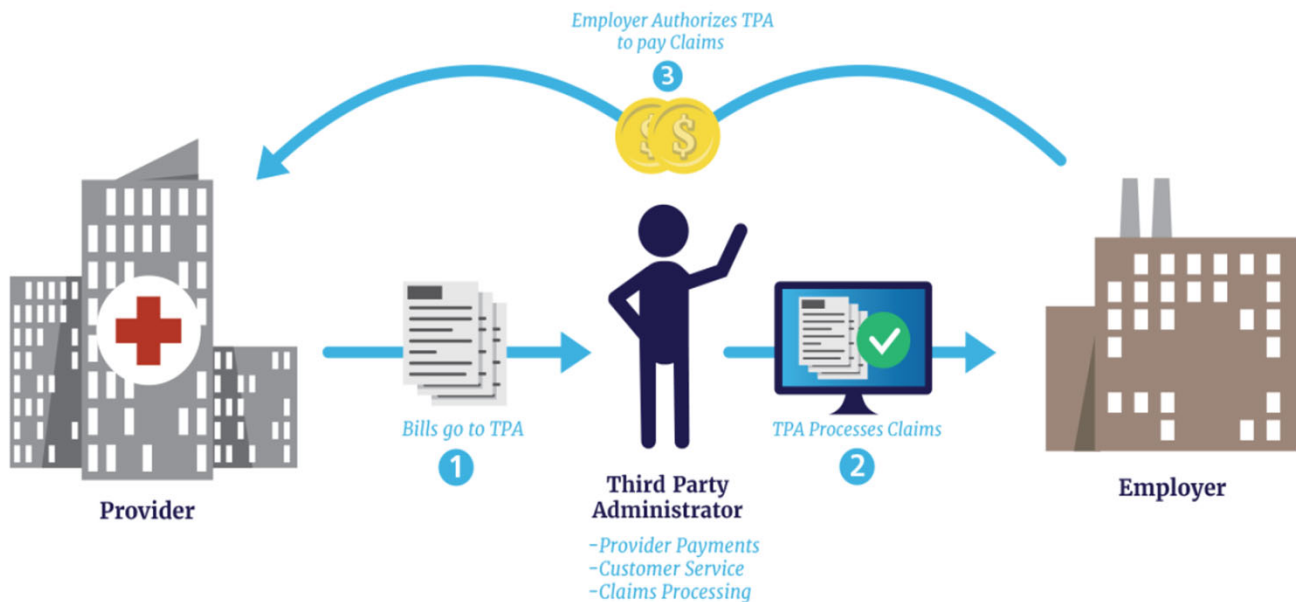 Employer Authorizes TPA
to pay Claims
3
$ $
Bills go to TPA
1
TPA Processes Claims
2
Provider
Third Party
Administrator
-Provider Payments
-Customer Service
-Claims Processing
Employer